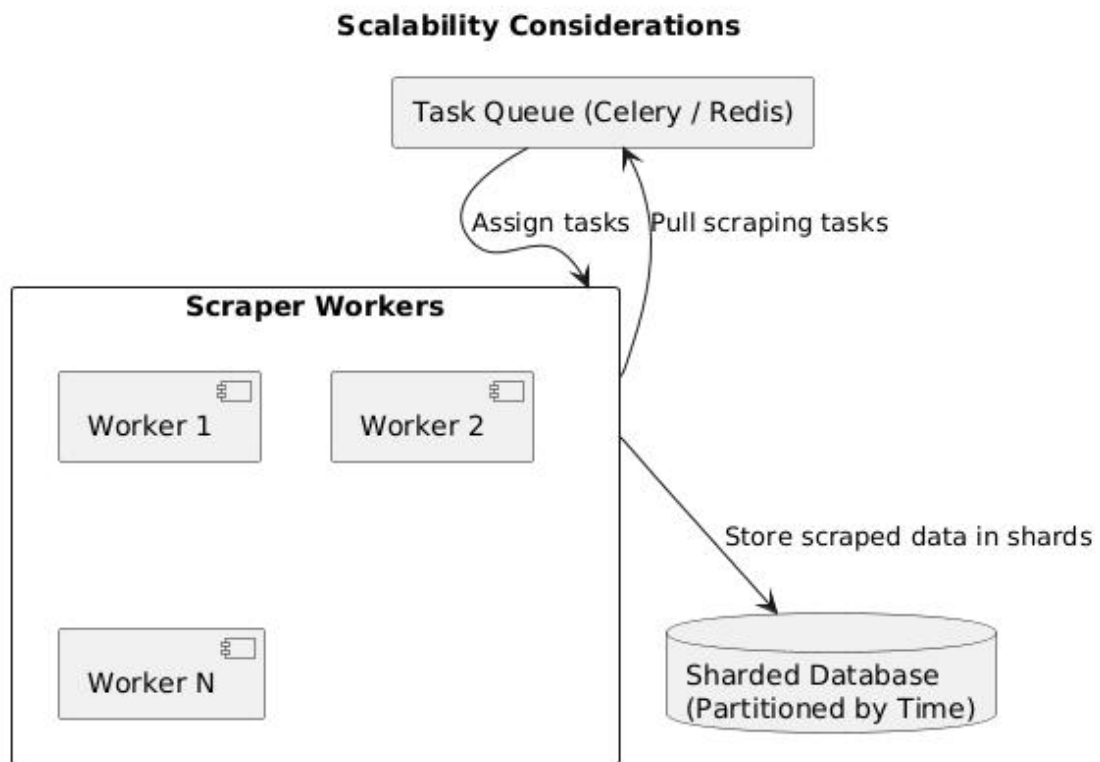 Scalability Considerations
Task Queue (Celery / Redis)
Assign tasks
Pull scraping tasks
Scraper Workers
Worker 1
Worker 2
Store scraped data in shards
Worker N
Sharded Database
(Partitioned by Time)